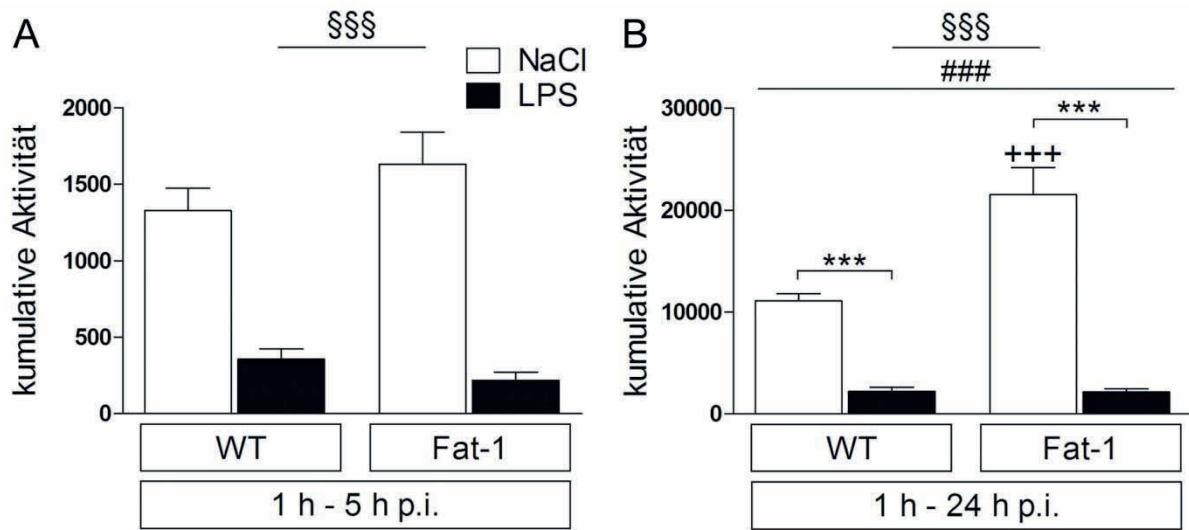 A
§§§
NaCl
LPS
kumulative Aktivität
2000
1500
1000
500
0
WT
Fat-1
1 h - 5 h p.i.
B
§§§
###
kumulative Aktivität
30000
20000
10000
0
***
+++
***
WT
Fat-1
1 h - 24 h p.i.